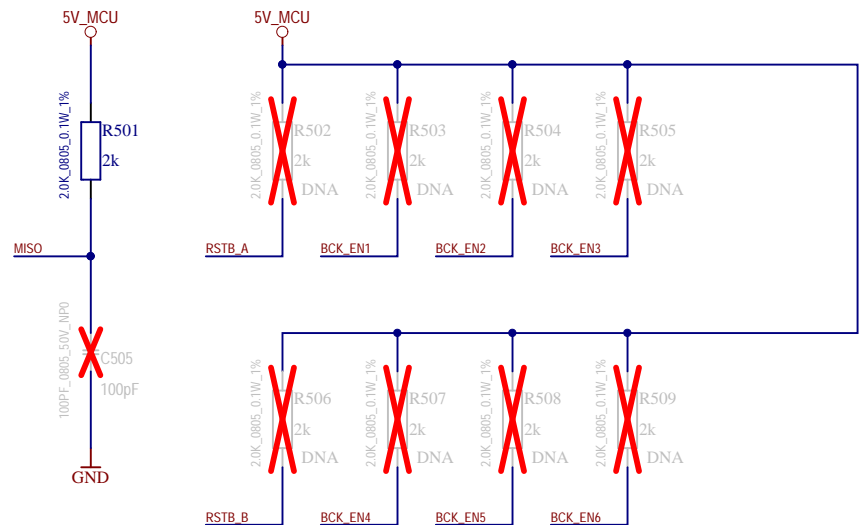 5V_MCU
5V_MCU
2.0K_0805_0.1W_1%
R501
2k
2.0K_0805_0.1W_1%
R502
2k
DNA
2.0K_0805_0.1W_1%
R503
2k
DNA
2.0K_0805_0.1W_1%
R504
2k
DNA
2.0K_0805_0.1W_1%
R505
2k
DNA
MISO
RSTB_A
BCK_EN1
BCK_EN2
BCK_EN3
100PF_0805_50V_NP0
C505
100pF
GND
2.0K_0805_0.1W_1%
R506
2k
DNA
2.0K_0805_0.1W_1%
R507
2k
DNA
2.0K_0805_0.1W_1%
R508
2k
DNA
2.0K_0805_0.1W_1%
R509
2k
DNA
RSTB_B
BCK_EN4
BCK_EN5
BCK_EN6